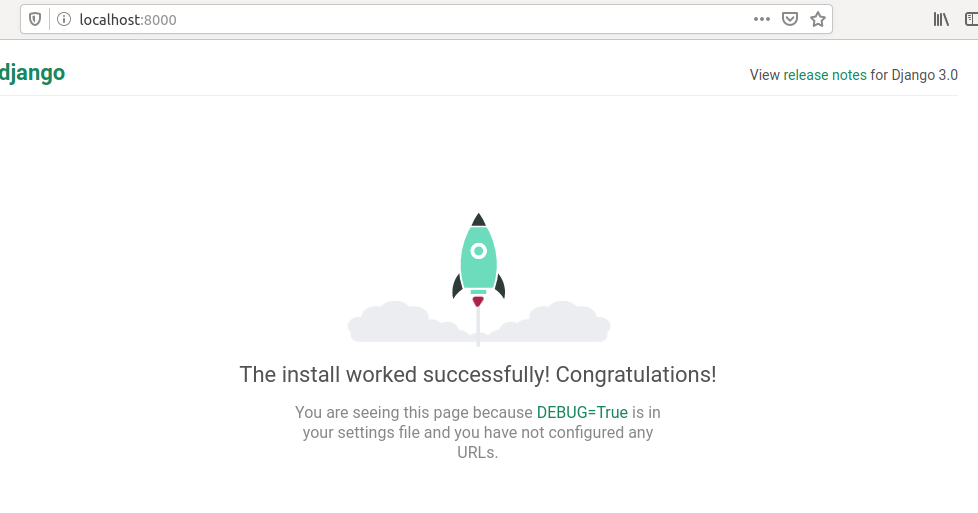 localhost:8000
django
View release notes for Django 3.0
The install worked successfully! Congratulations!
You are seeing this page because DEBUG=True is in
your settings file and you have not configured any
URLs.